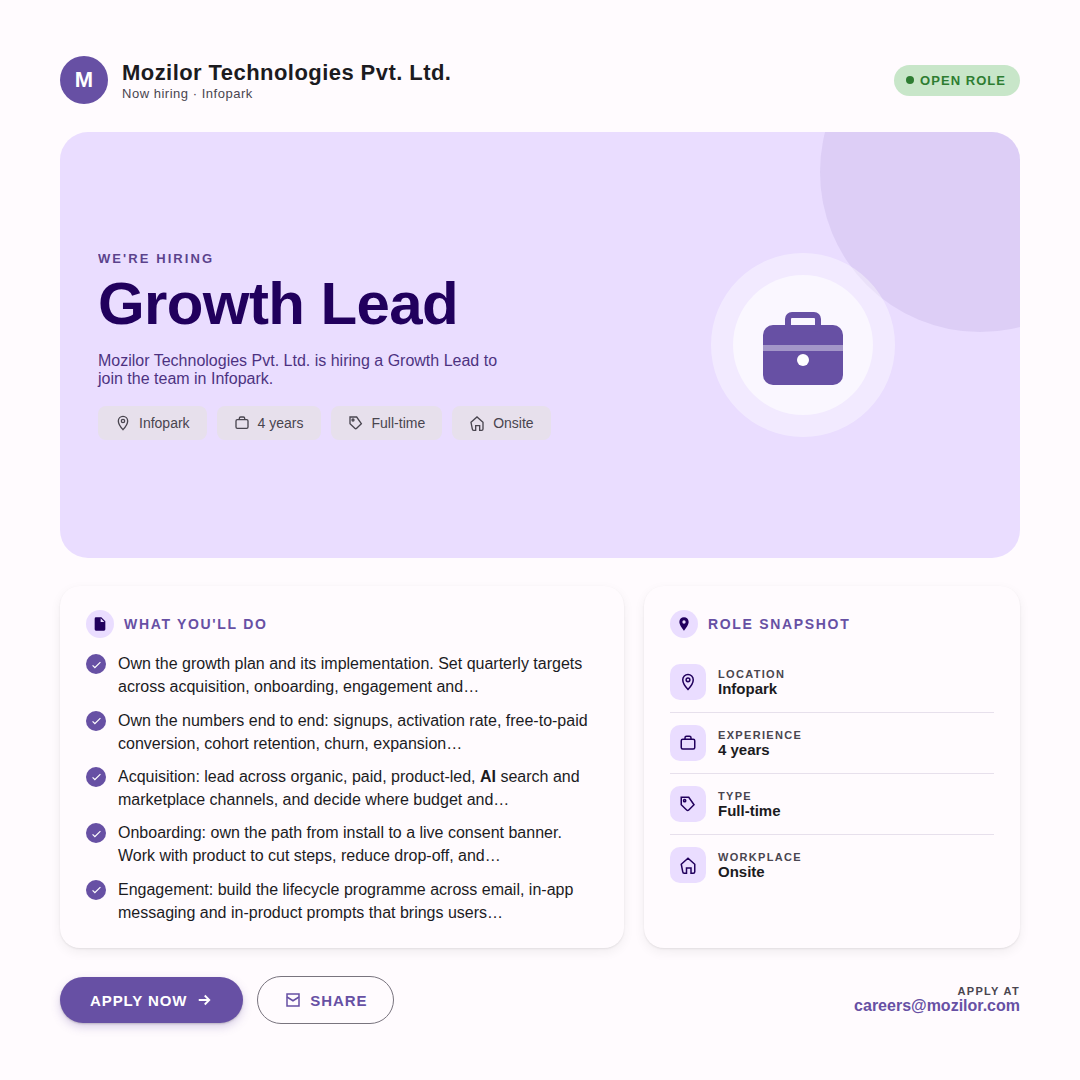 M
Mozilor Technologies Pvt. Ltd.
Now hiring · Infopark
OPEN ROLE
WE'RE HIRING
Growth Lead
Mozilor Technologies Pvt. Ltd. is hiring a Growth Lead to
join the team in Infopark.
Infopark
4 years
Full-time
Onsite
WHAT YOU'LL DO
Own the growth plan and its implementation. Set quarterly targets
across acquisition, onboarding, engagement and…
Own the numbers end to end: signups, activation rate, free-to-paid
conversion, cohort retention, churn, expansion…
Acquisition: lead across organic, paid, product-led, AI search and
marketplace channels, and decide where budget and…
Onboarding: own the path from install to a live consent banner.
Work with product to cut steps, reduce drop-off, and…
Engagement: build the lifecycle programme across email, in-app
messaging and in-product prompts that brings users…
ROLE SNAPSHOT
LOCATION
Infopark
EXPERIENCE
4 years
TYPE
Full-time
WORKPLACE
Onsite
APPLY NOW
SHARE
APPLY AT
careers@mozilor.com